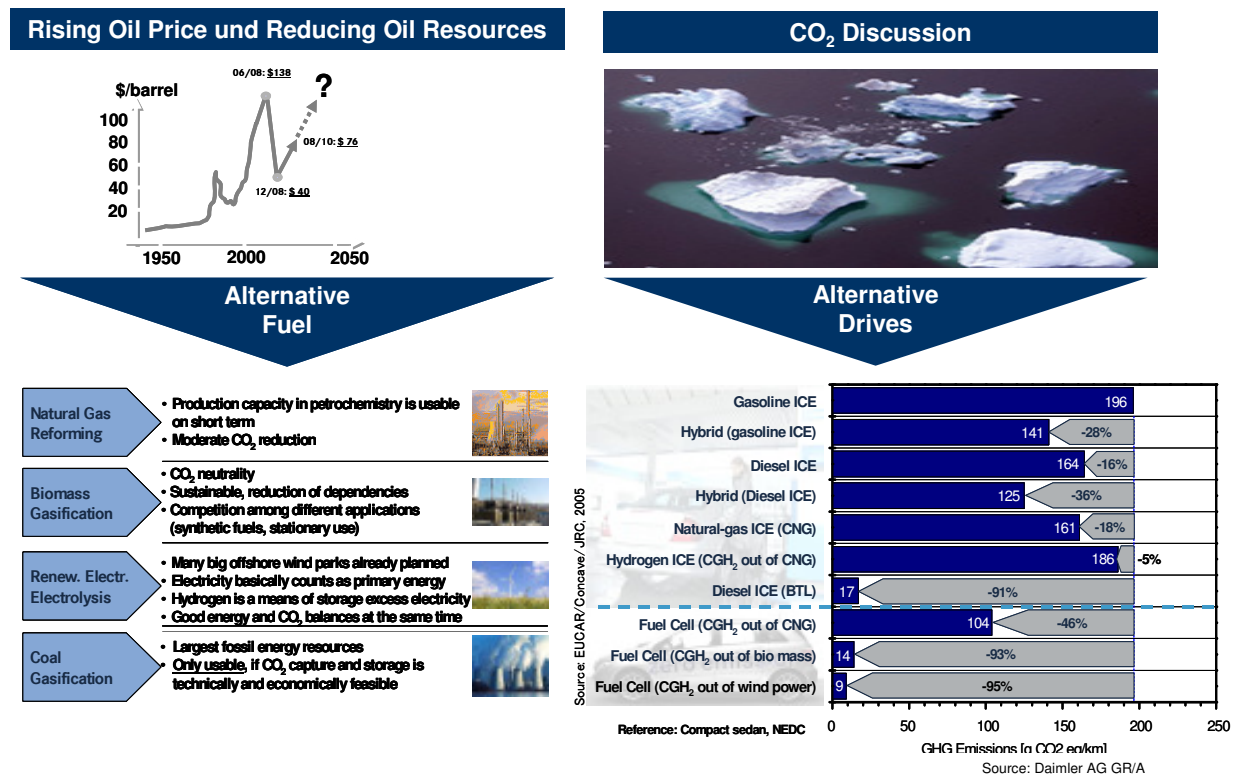 Rising Oil Price und Reducing Oil Resources
$/barrel
06/08: $138
?
100
80
60
40
20
08/10: $ 76
12/08: $ 40
1950
2000
2050
Alternative
Fuel
Natural Gas
Reforming
• Production capacity in petrochemistry is usable
on short term
• Moderate CO2 reduction
Biomass
Gasification
• CO2 neutrality
• Sustainable, reduction of dependencies
• Competition among different applications
(synthetic fuels, stationary use)
Renew. Electr.
Electrolysis
• Many big offshore wind parks already planned
• Electricity basically counts as primary energy
• Hydrogen is a means of storage excess electricity
• Good energy and CO2 balances at the same time
Coal
Gasification
• Largest fossil energy resources
• Only usable, if CO2 capture and storage is
technically and economically feasible
CO2 Discussion
Alternative
Drives
Source: EUCAR/Concave/JRC, 2005
Gasoline ICE 196
Hybrid (gasoline ICE) 141 -28%
Diesel ICE 164 -16%
Hybrid (Diesel ICE) 125 -36%
Natural-gas ICE (CNG) 161 -18%
Hydrogen ICE (CGH2 out of CNG) 186 -5%
Diesel ICE (BTL) 17 -91%
Fuel Cell (CGH2 out of CNG) 104 -46%
Fuel Cell (CGH2 out of bio mass) 14 -93%
Fuel Cell (CGH2 out of wind power) 9 -95%
0 50 100 150 200 250
Reference: Compact sedan, NEDC
GHG Emissions [g CO2 eq/km]
Source: Daimler AG GR/A